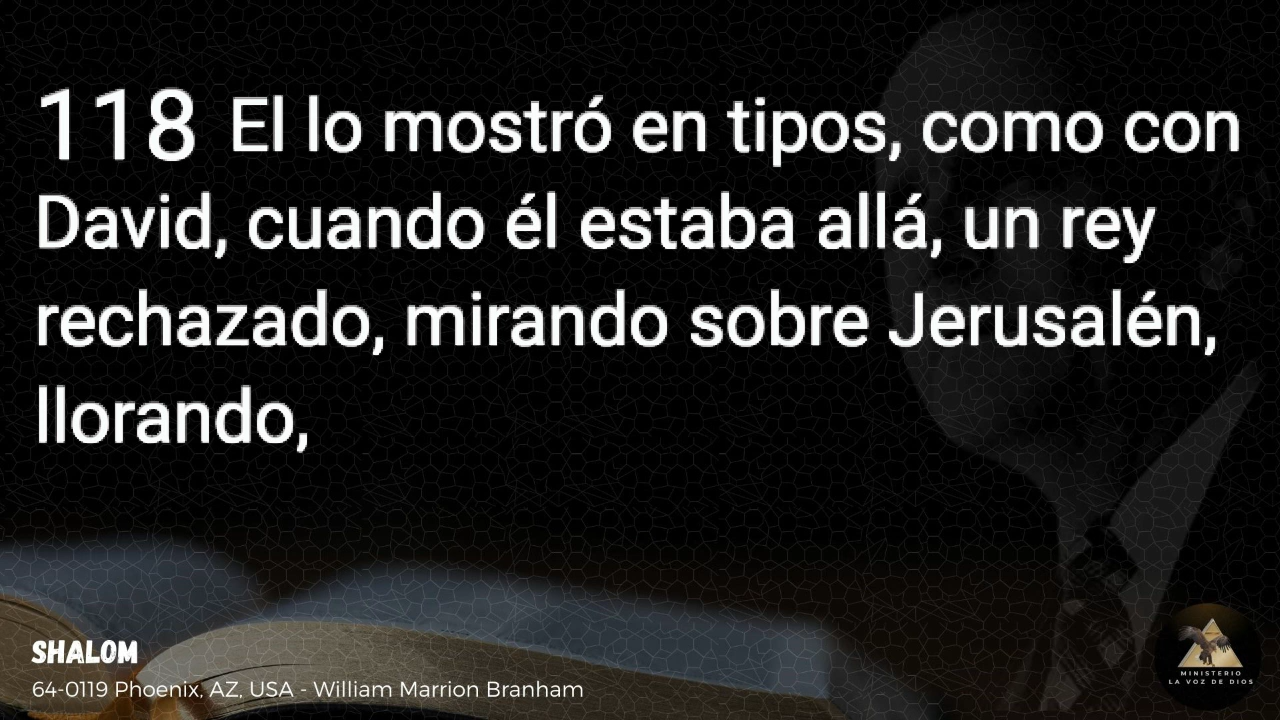 118 El lo mostró en tipos, como con
David, cuando él estaba allá, un rey
rechazado, mirando sobre Jerusalén,
llorando,
SHALOM
64-0119 Phoenix, AZ, USA - William Marrion Branham
MINISTERIO
LA VOZ DE DIOS